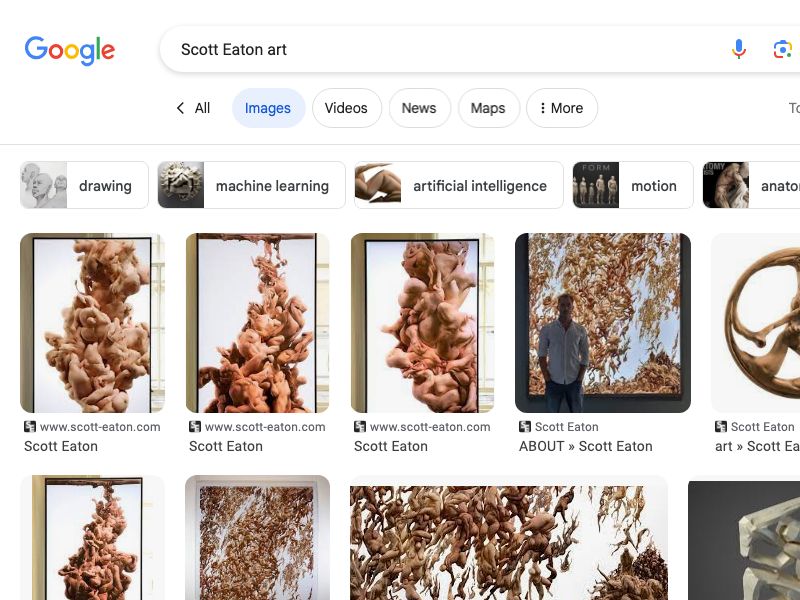 Google
Scott Eaton art
All
Images
Videos
News
Maps
More
To
drawing
machine learning
artificial intelligence
FORM
motion
anato
www.scott-eaton.com
www.scott-eaton.com
www.scott-eaton.com
Scott Eaton
Scott Eaton
Scott Eaton
Scott Eaton
Scott Eaton
ABOUT » Scott Eaton
art » Scott Ea